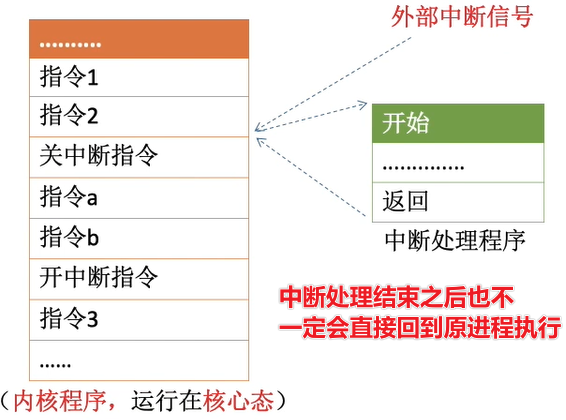 外部中断信号
..........
指令1
指令2
关中断指令
指令a
指令b
开中断指令
指令3
......
开始
..............
返回
中断处理程序
中断处理结束之后也不
一定会直接回到原进程执行
（内核程序，运行在核心态）